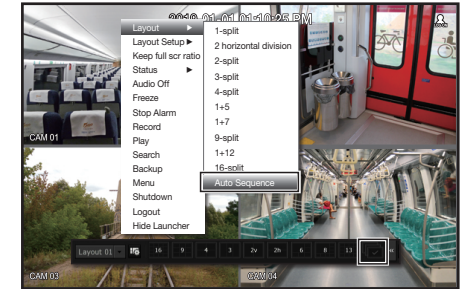 2019-01-01 01:10:25 PM
Login
Layout
Layout Setup
Keep full scr ratio
Status
Audio Off
Freeze
Stop Alarm
Record
Play
Search
Backup
Menu
Shutdown
Logout
Hide Launcher
1-split
2 horizontal division
2-split
3-split
4-split
1+5
1+7
9-split
1+12
16-split
Auto Sequence
CAM 01
Layout 01 16 9 4 3 2v 2h 6 8 13
CAM 03
CAM 04